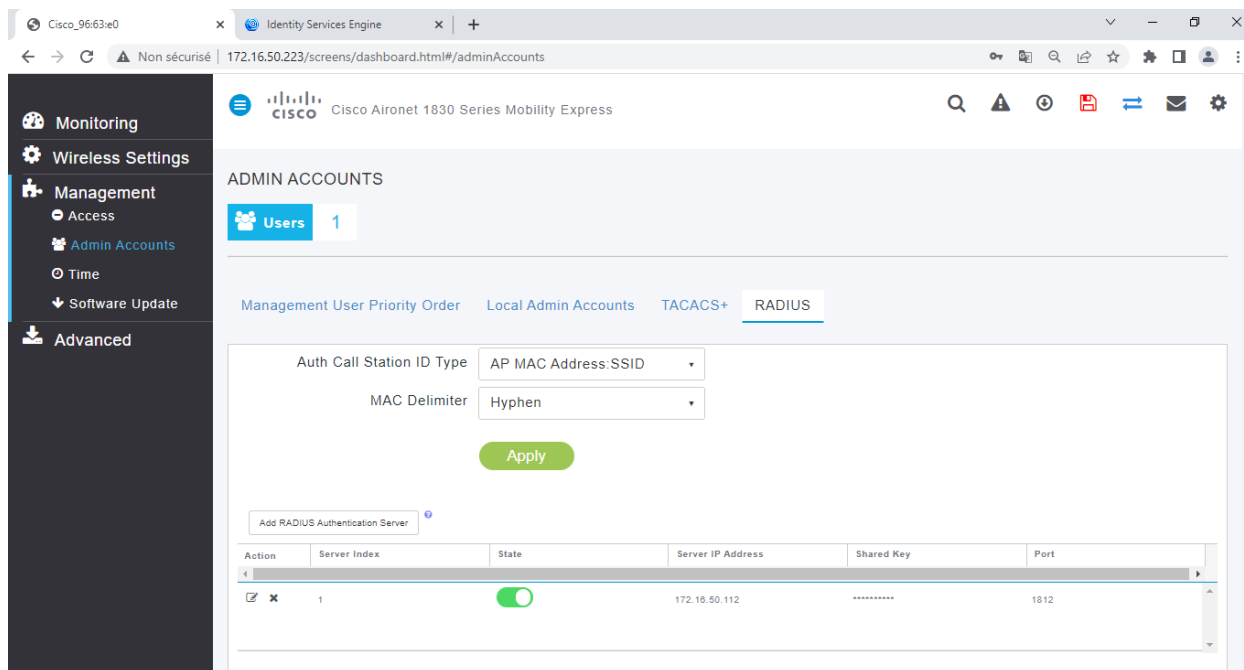 Cisco_96:63:e0
Identity Services Engine
Non sécurisé
172.16.50.223/screens/dashboard.html#/adminAccounts
Monitoring
Wireless Settings
Management
Access
Admin Accounts
Time
Software Update
Advanced
CISCO
Cisco Aironet 1830 Series Mobility Express
ADMIN ACCOUNTS
Users 1
Management User Priority Order Local Admin Accounts TACACS+ RADIUS
Auth Call Station ID Type AP MAC Address:SSID
MAC Delimiter Hyphen
Apply
Add RADIUS Authentication Server
Action Server Index State Server IP Address Shared Key Port
1 172.16.50.112 ********** 1812